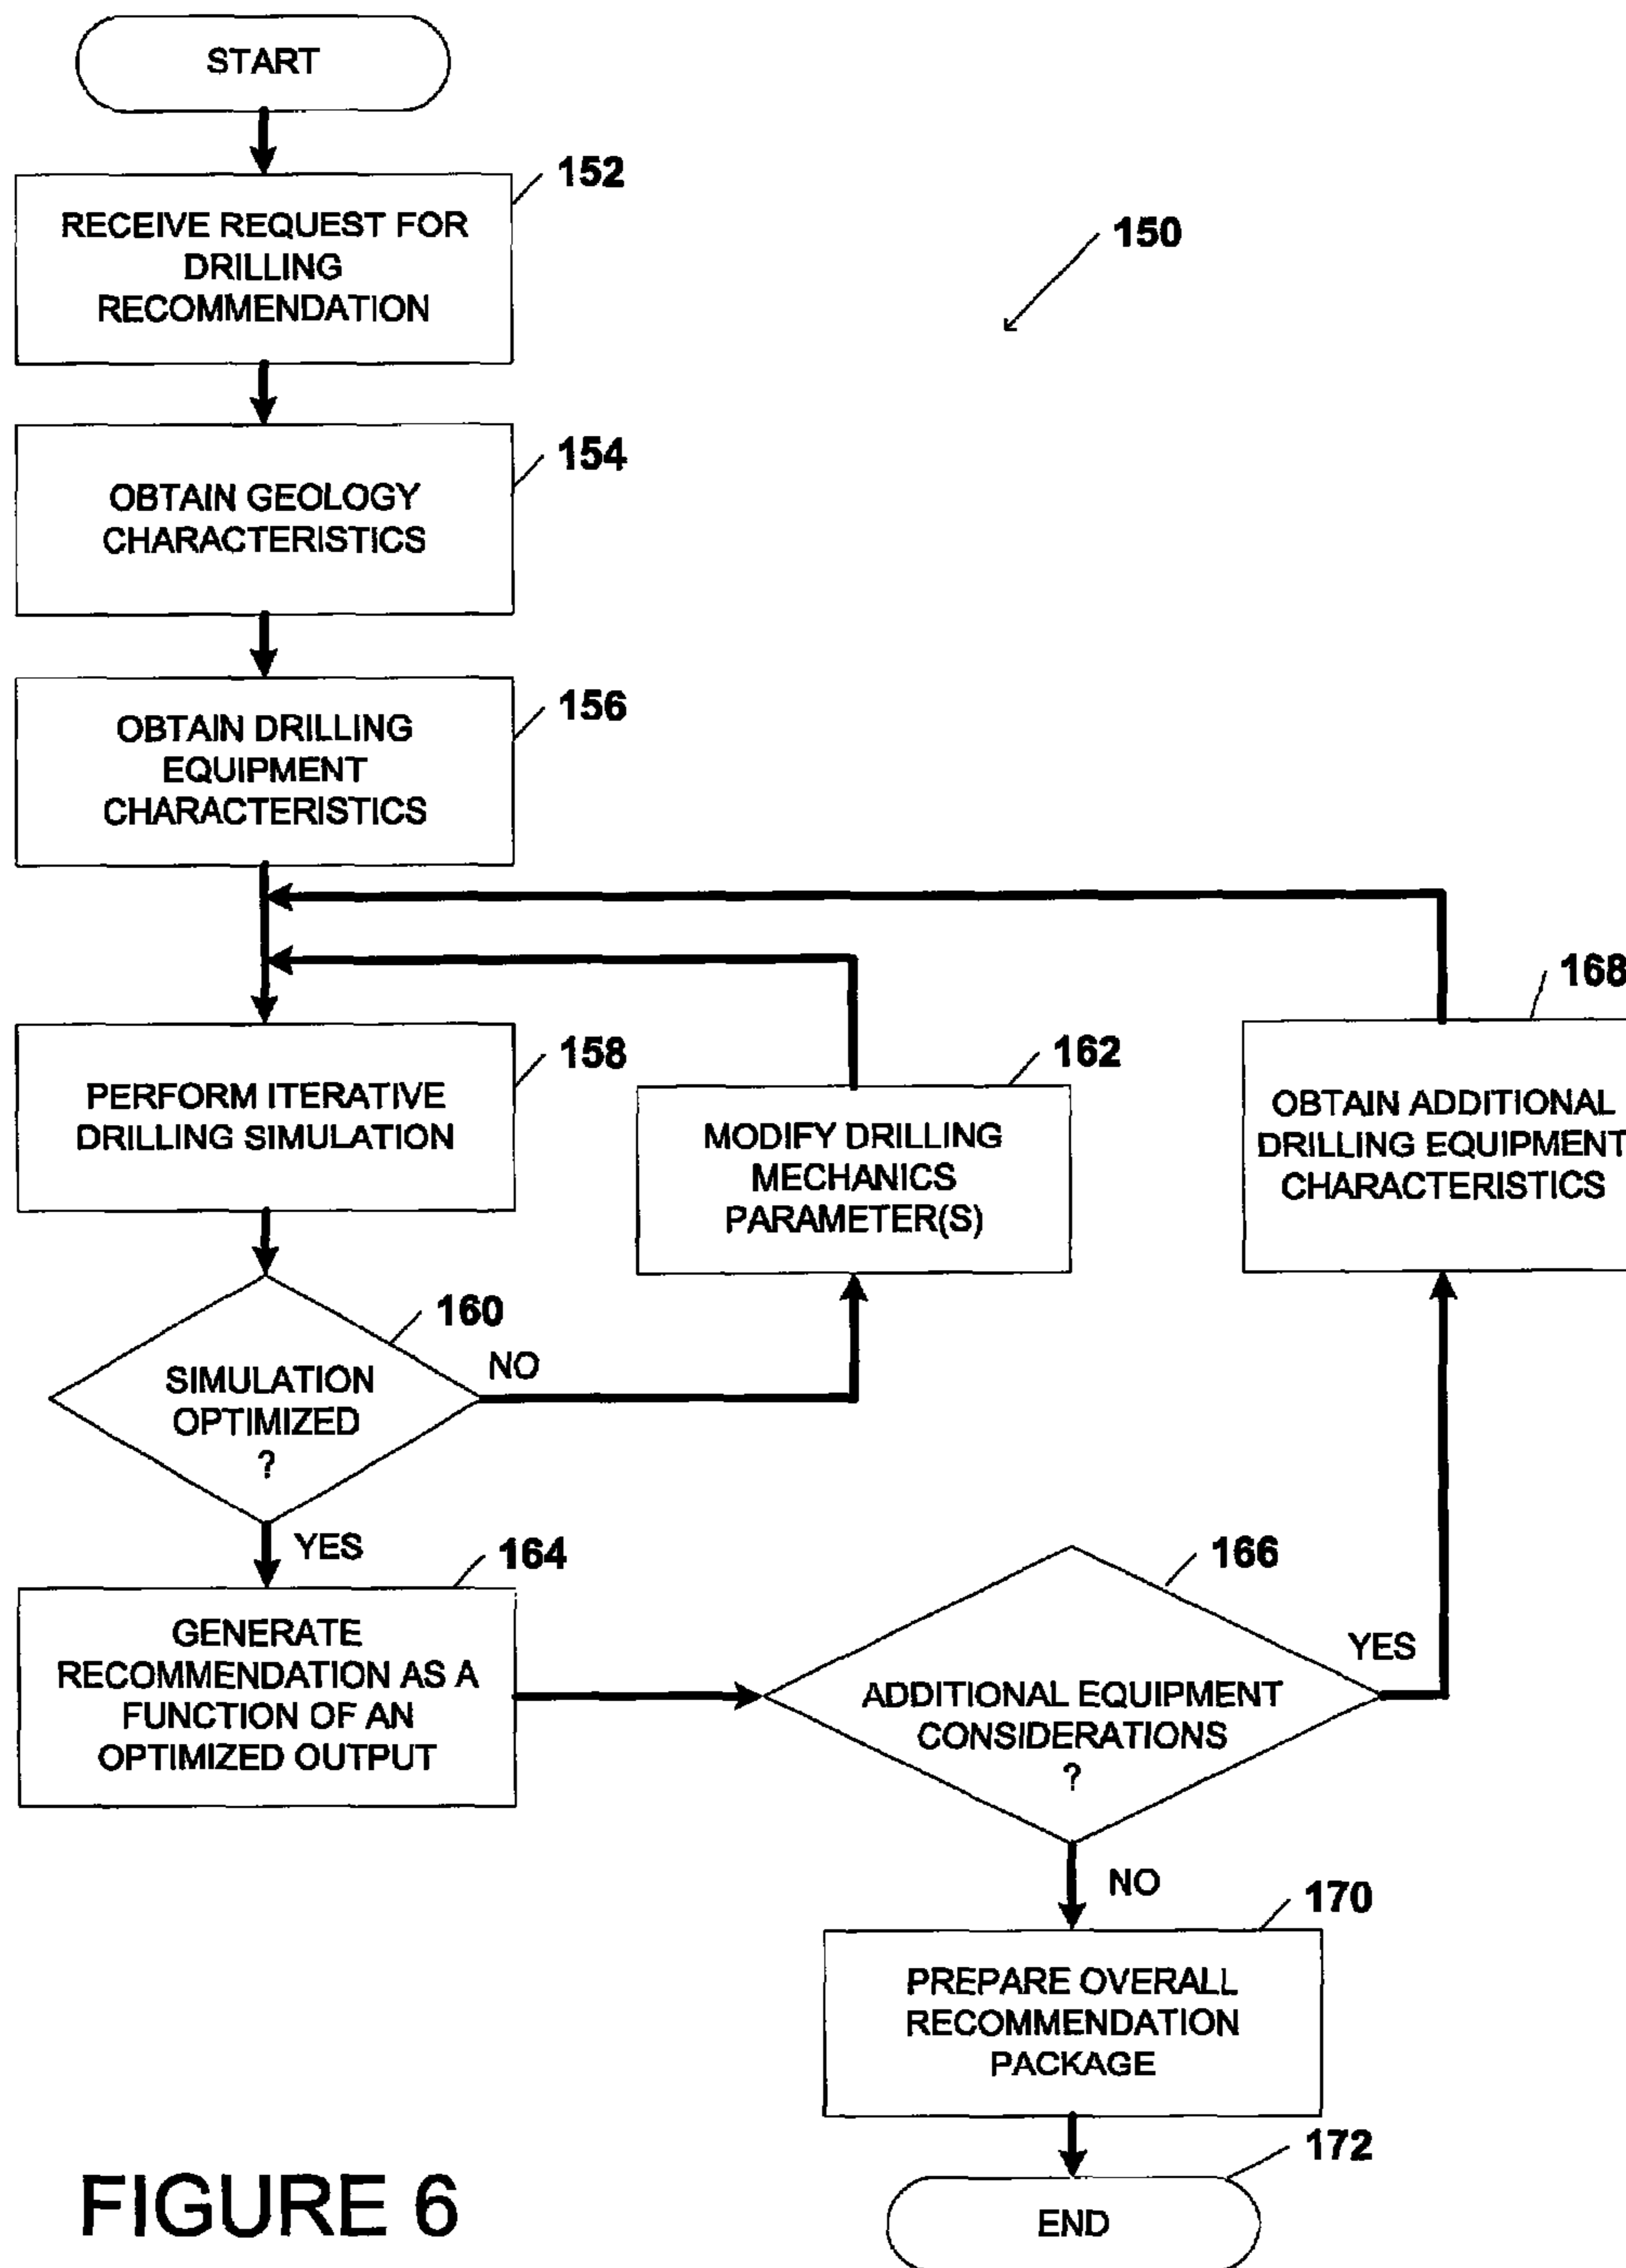 START
152
RECEIVE REQUEST FOR
DRILLING
RECOMMENDATION
150
154
OBTAIN GEOLOGY
CHARACTERISTICS
156
OBTAIN DRILLING
EQUIPMENT
CHARACTERISTICS
158
PERFORM ITERATIVE
DRILLING SIMULATION
162
MODIFY DRILLING
MECHANICS
PARAMETER(S)
168
OBTAIN ADDITIONAL
DRILLING EQUIPMENT
CHARACTERISTICS
160
SIMULATION
OPTIMIZED
?
NO
YES
164
GENERATE
RECOMMENDATION AS A
FUNCTION OF AN
OPTIMIZED OUTPUT
166
ADDITIONAL EQUIPMENT
CONSIDERATIONS
?
YES
NO
170
PREPARE OVERALL
RECOMMENDATION
PACKAGE
172
END
FIGURE 6